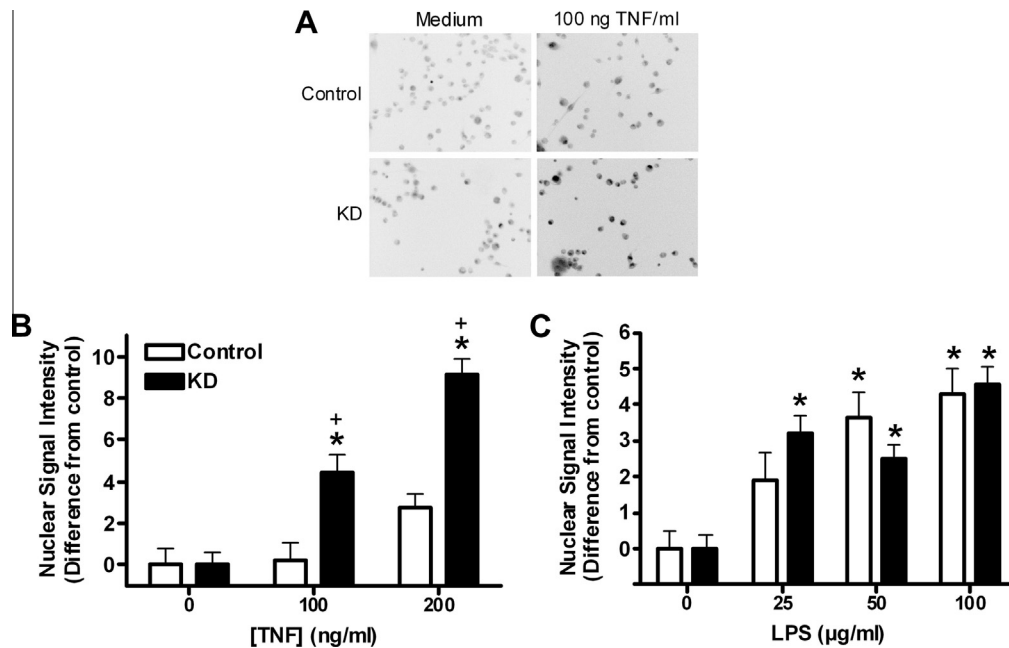 A
Medium
100 ng TNF/ml
Control
KD
B
Nuclear Signal Intensity
(Difference from control)
10
8
6
4
2
0
Control
KD
+
*
+
*
0
100
200
[TNF] (ng/ml)
C
Nuclear Signal Intensity
(Difference from control)
6
5
4
3
2
1
0
*
*
*
*
*
0
25
50
100
LPS (µg/ml)